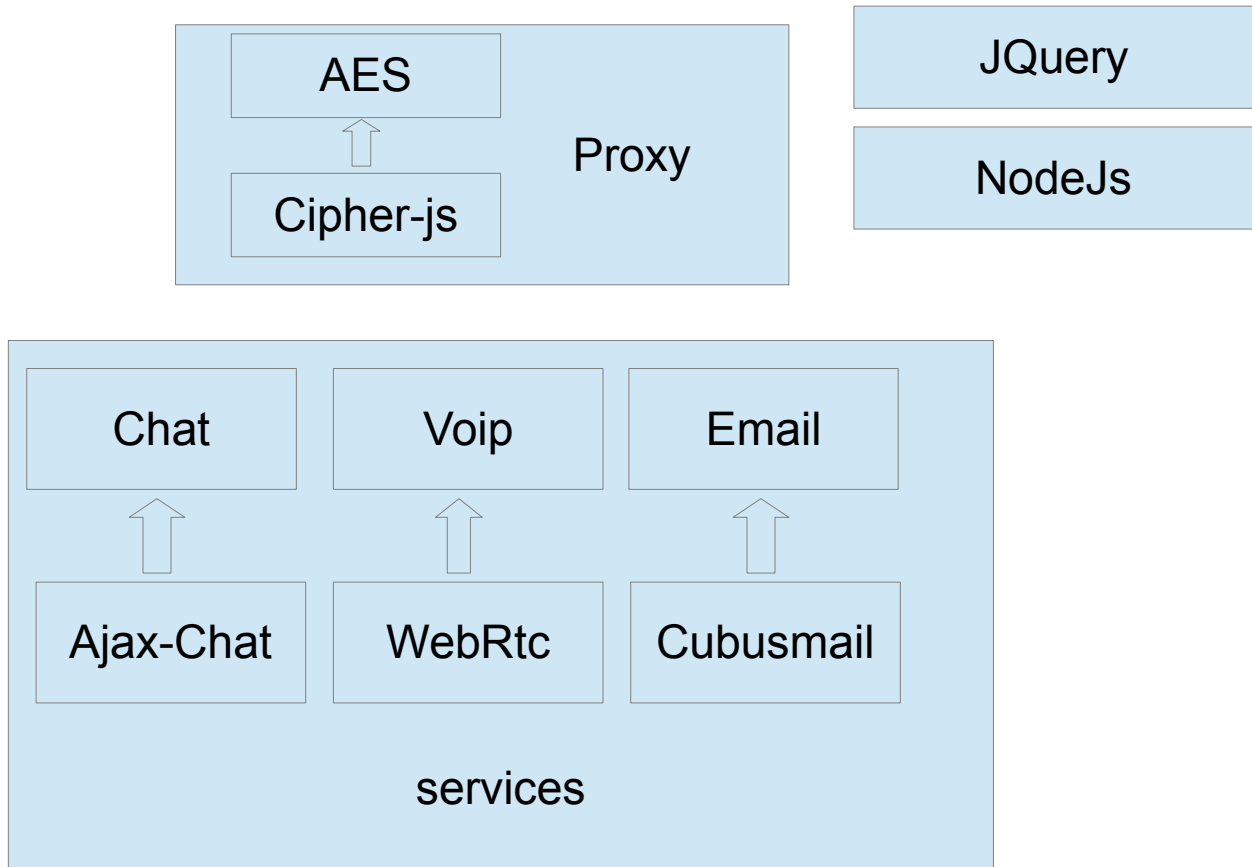 AES
Proxy
Cipher-js
JQuery
NodeJs
Chat
Voip
Email
Ajax-Chat
WebRtc
Cubusmail
services